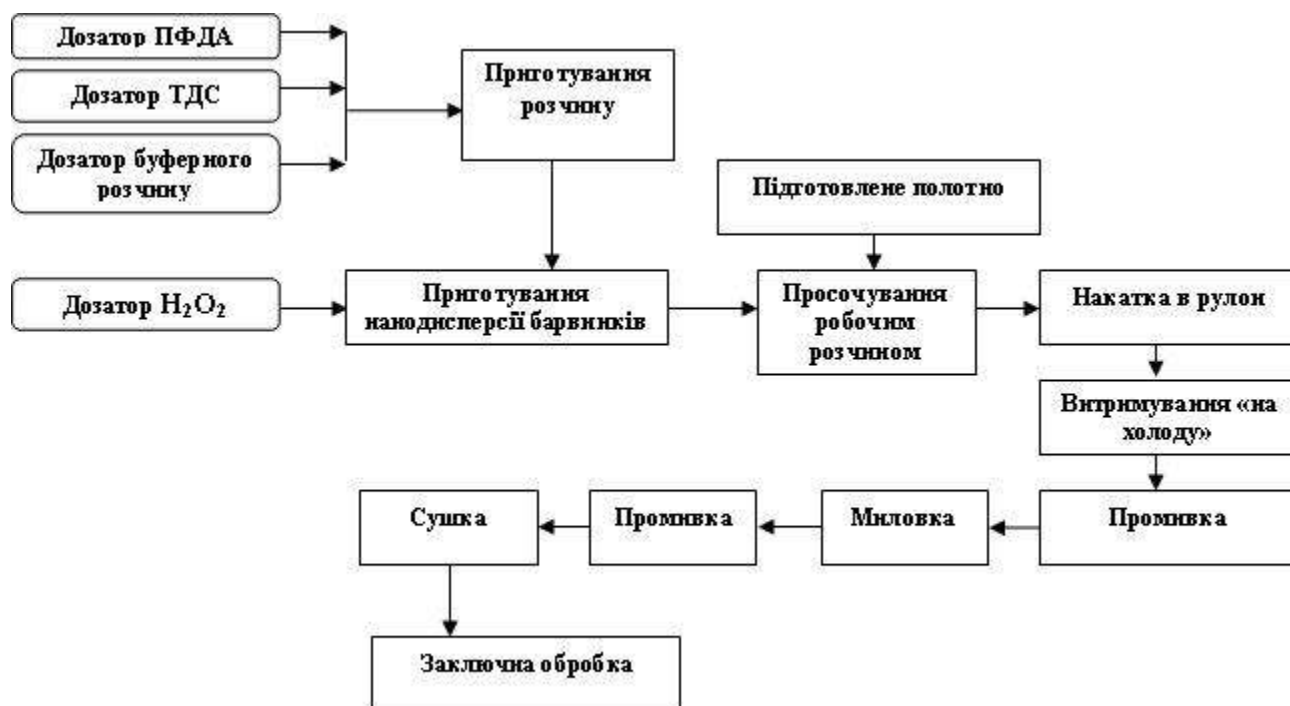 Дозатор ПФДА
Дозатор ТДС
Дозатор буферного
розчину
Приготування
розчину
Підготовлене полотно
Дозатор H₂O₂
Приготування
нанодисперсії барвників
Просочування
робочим
розчином
Накатка в рулон
Витримування «на
холоду»
Промивка
Миловка
Промивка
Сушка
Заключна обробка